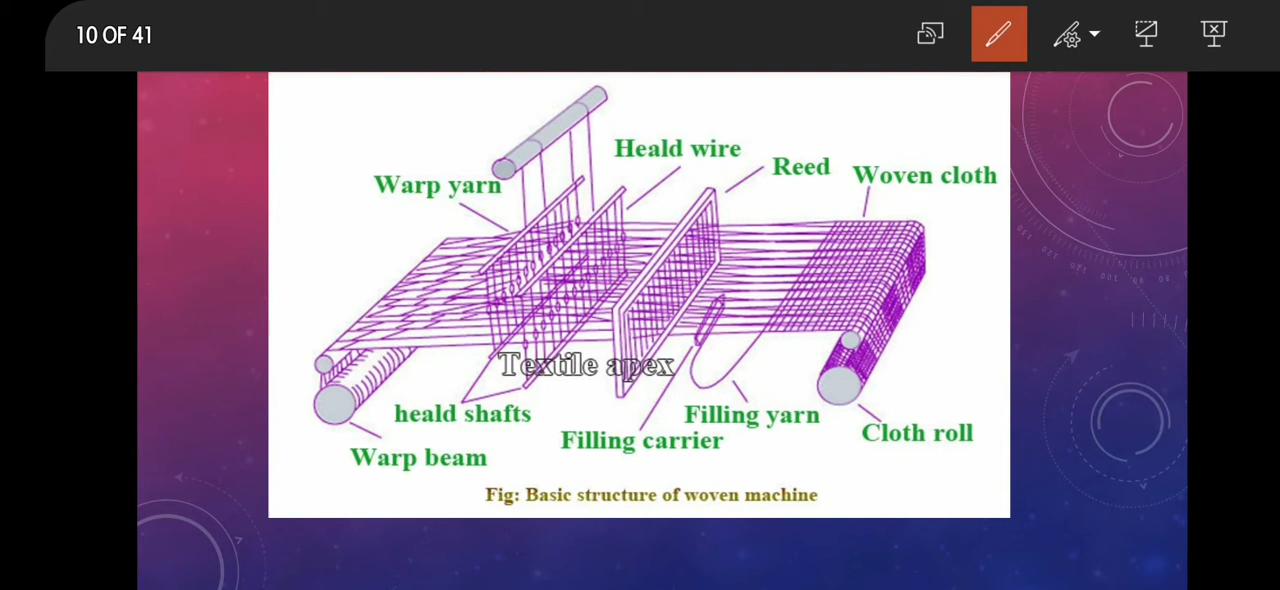 10 OF 41
Heald wire
Reed
Woven cloth
Warp yarn
Textile apex
heald shafts
Filling yarn
Cloth roll
Filling carrier
Warp beam
Fig: Basic structure of woven machine